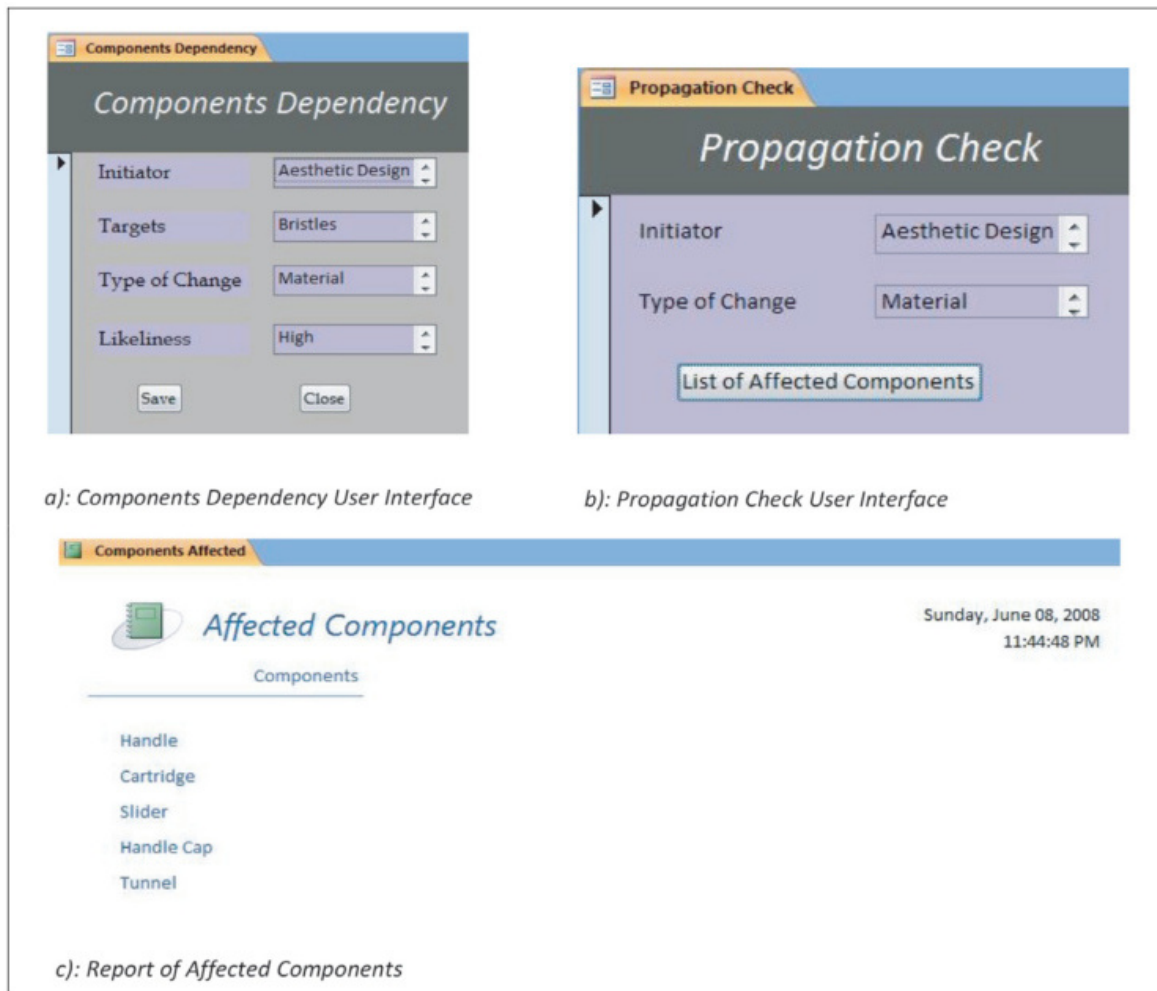 Components Dependency
Components Dependency
Initiator Aesthetic Design
Targets Bristles
Type of Change Material
Likeliness High
Save Close
a): Components Dependency User Interface
Propagation Check
Propagation Check
Initiator Aesthetic Design
Type of Change Material
List of Affected Components
b): Propagation Check User Interface
Components Affected
Affected Components
Sunday, June 08, 2008
11:44:48 PM
Components
Handle
Cartridge
Slider
Handle Cap
Tunnel
c): Report of Affected Components